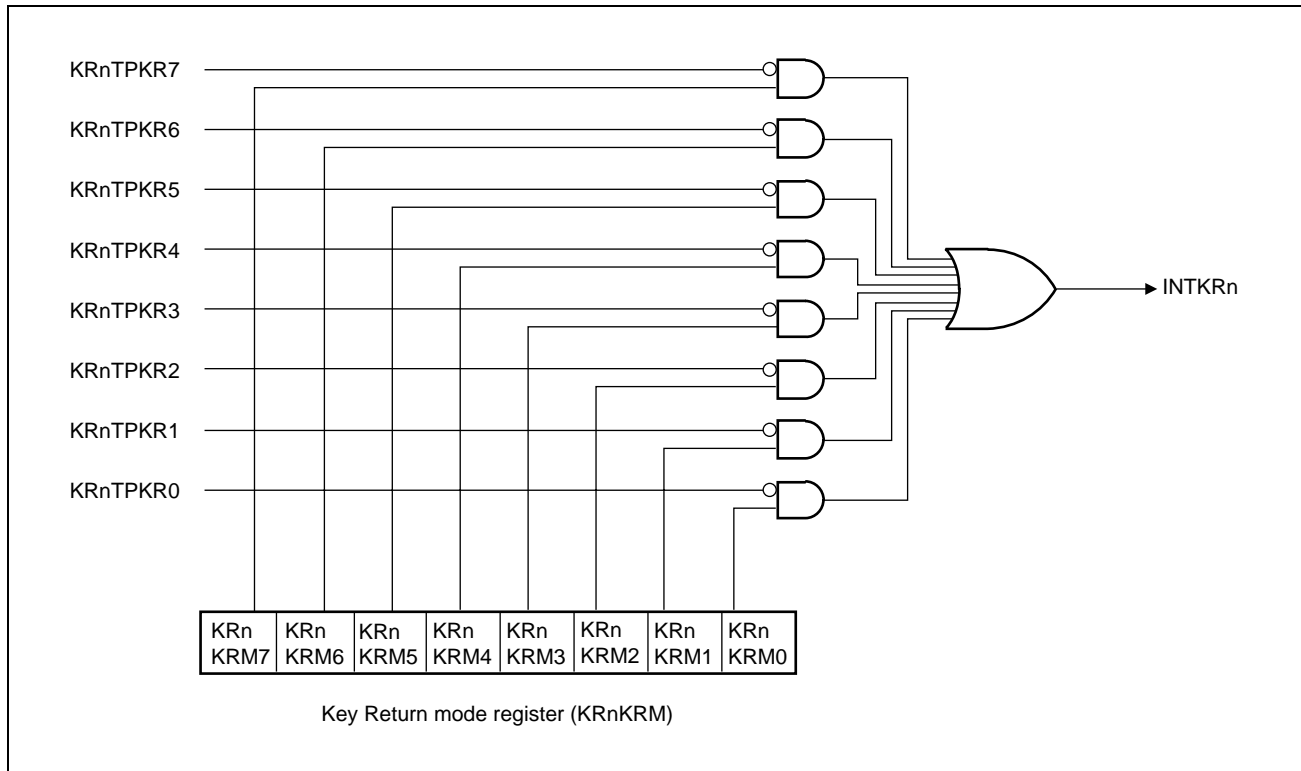 KRnTPKR7
KRnTPKR6
KRnTPKR5
KRnTPKR4
KRnTPKR3
KRnTPKR2
KRnTPKR1
KRnTPKR0
INTKRn
KRn KRn KRn KRn KRn KRn KRn KRn
KRM7 KRM6 KRM5 KRM4 KRM3 KRM2 KRM1 KRM0
Key Return mode register (KRnKRM)